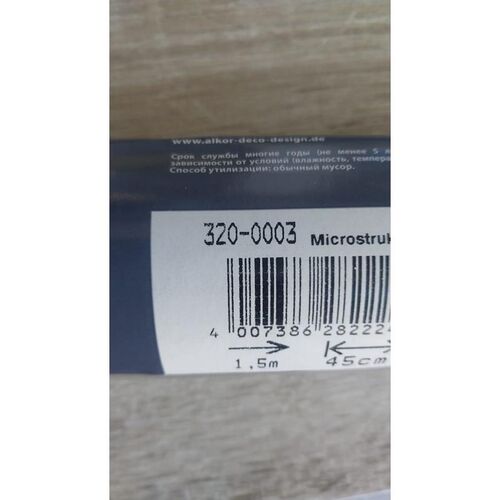 www.alkor-deco-design.de
Срок службы многие годы (не менее 5 л
зависимости от условий (влажность, темпера
Способ утилизации: обычный мусор.
320-0003 Microstruk
4 007386 28222
1,5m 45cm